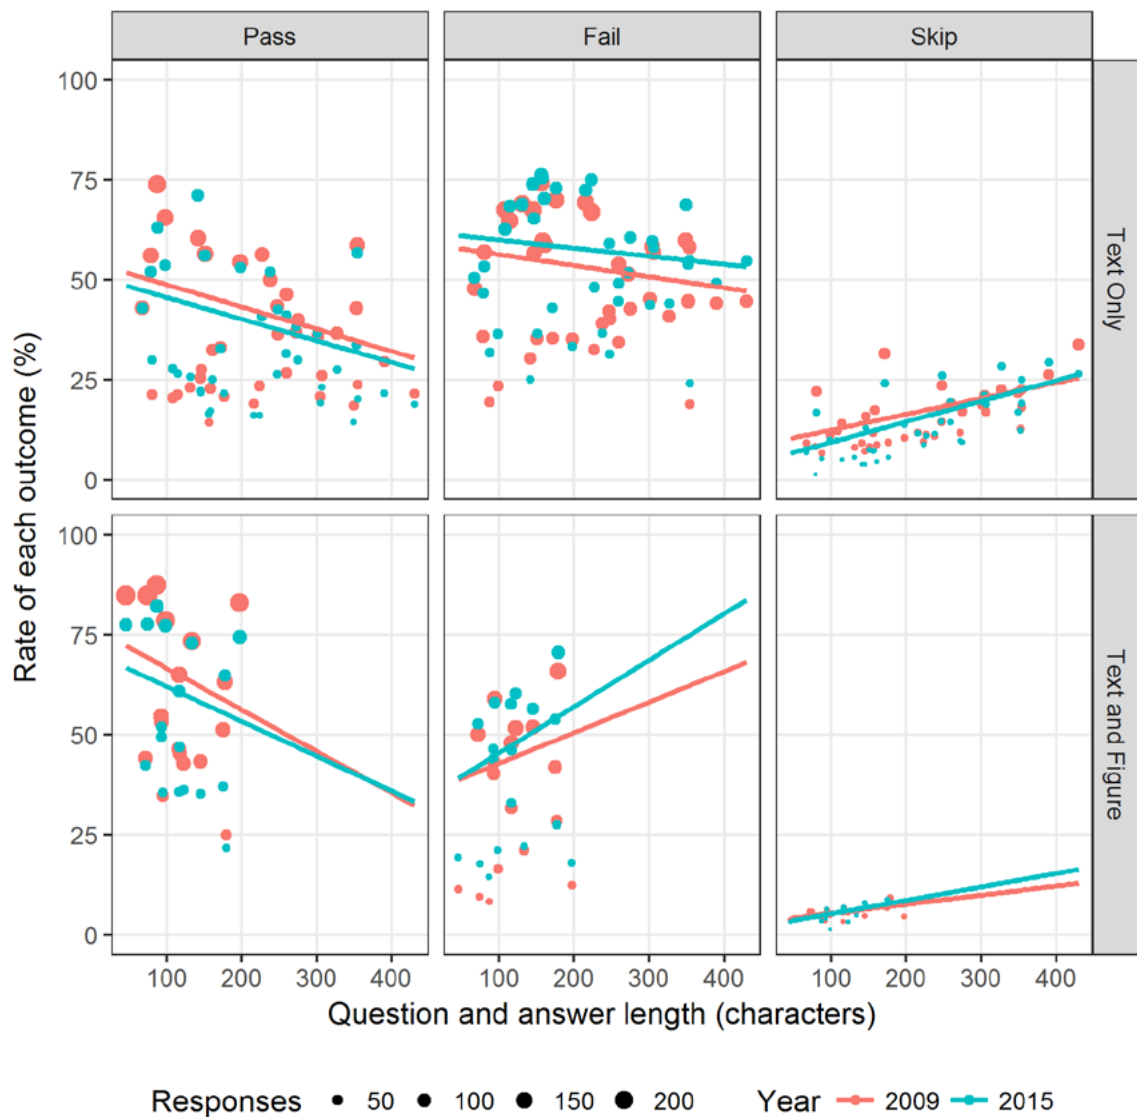 Pass Fail Skip
100
75
50
25
0
Text Only
100
75
50
25
0
Text and Figure
Rate of each outcome (%)
100 200 300 400 100 200 300 400 100 200 300 400
Question and answer length (characters)
Responses 50 100 150 200 Year 2009 2015